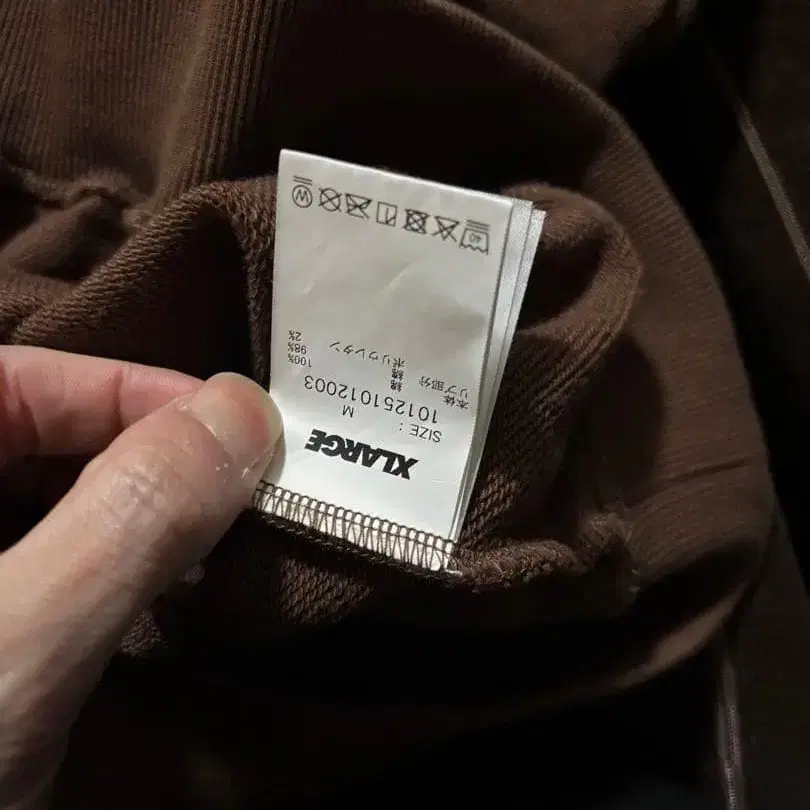 XLARGE
SIZE : M
101251012003
本体 綿 100%
リブ部分 綿 98%
ポリウレタン 2%
40
W